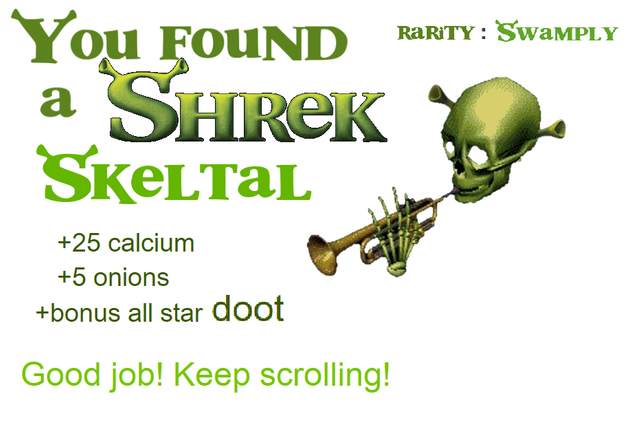 You FOUND
a SHREK
SKELTAL
RARITY : SWAMPLY
+25 calcium
+5 onions
+bonus all star doot
Good job! Keep scrolling!